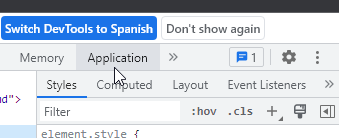 Switch DevTools to Spanish Don't show again
Memory Application » 1
nd">
Styles Computed Layout Event Listeners »
Filter :hov .cls +
element.style {